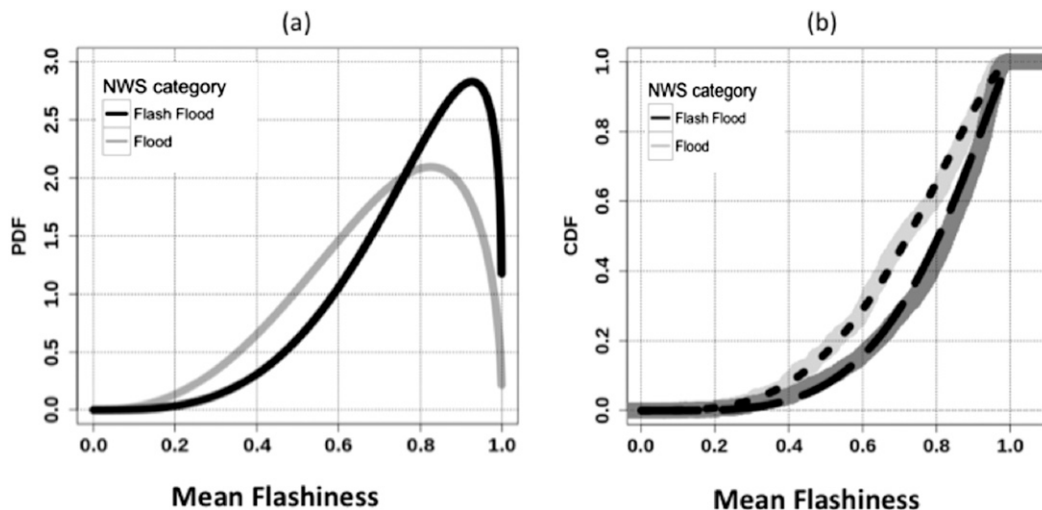 (a)
(b)
PDF
3.0
2.5
2.0
1.5
1.0
0.5
0.0
NWS category
Flash Flood
Flood
0.0 0.2 0.4 0.6 0.8 1.0
Mean Flashiness
CDF
1.0
0.8
0.6
0.4
0.2
0.0
NWS category
Flash Flood
Flood
0.0 0.2 0.4 0.6 0.8 1.0
Mean Flashiness